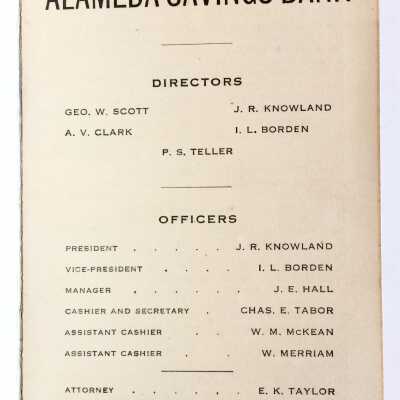 ALAMEDA SAVINGS BANK
DIRECTORS
GEO. W. SCOTT J. R. KNOWLAND
A. V. CLARK I. L. BORDEN
P. S. TELLER
OFFICERS
PRESIDENT . . . . . J. R. KNOWLAND
VICE-PRESIDENT . . . . I. L. BORDEN
MANAGER . . . . . . J. E. HALL
CASHIER AND SECRETARY . CHAS. E. TABOR
ASSISTANT CASHIER . . W. M. McKEAN
ASSISTANT CASHIER . . W. MERRIAM
ATTORNEY . . . . . . E. K. TAYLOR